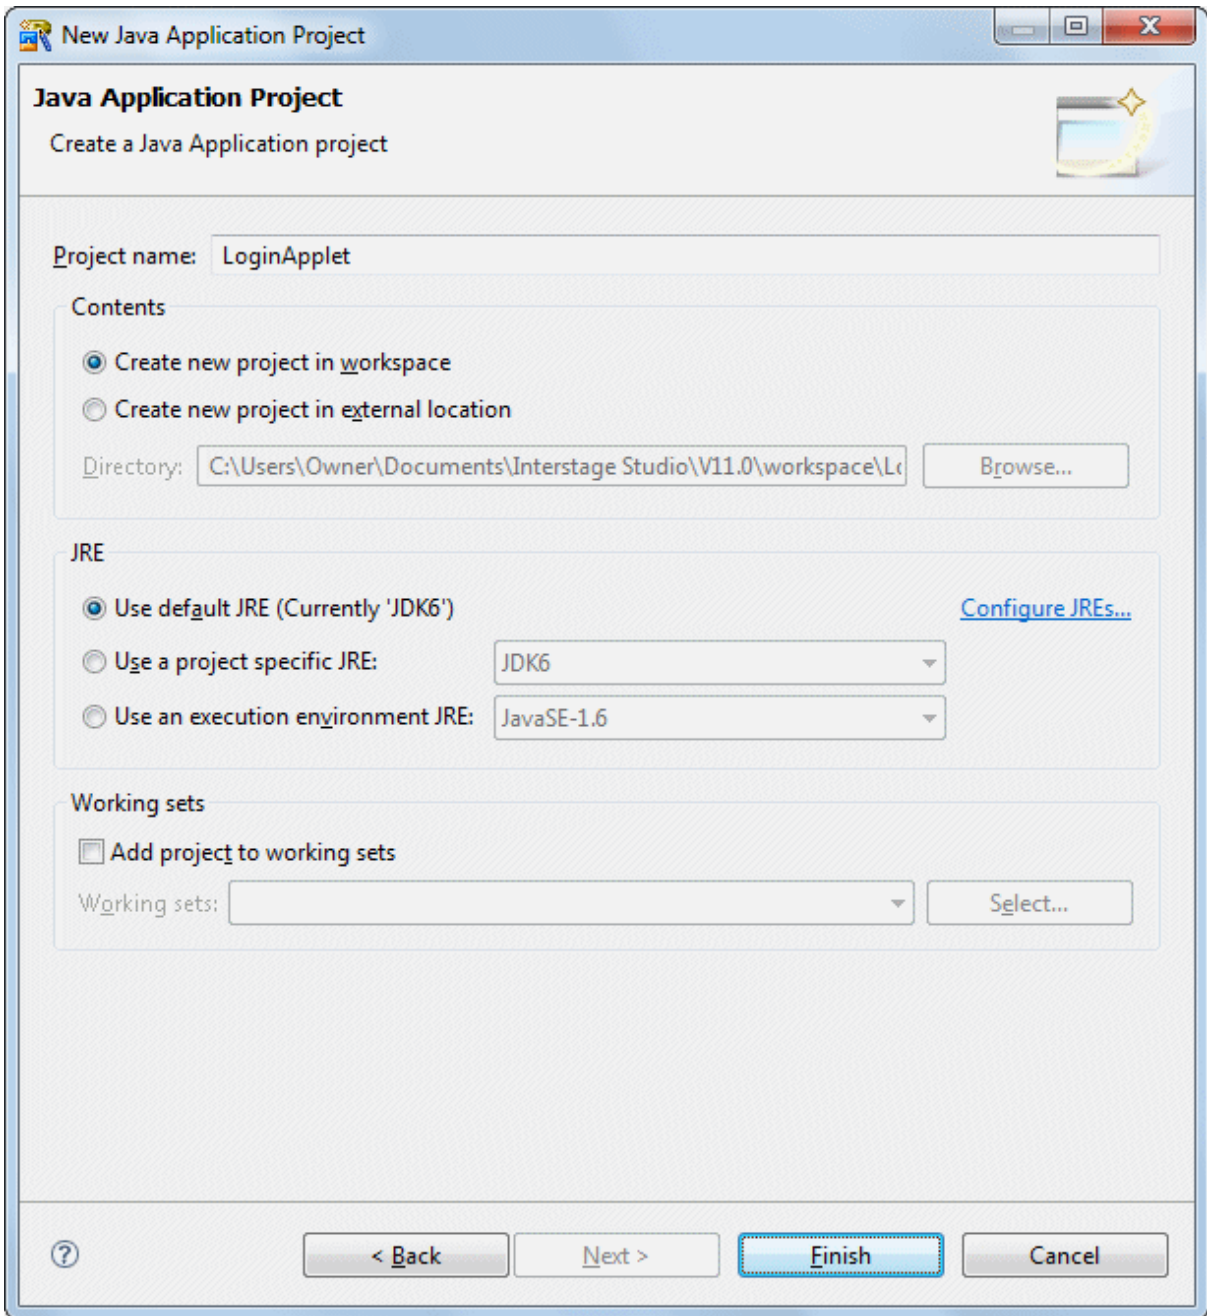 New Java Application Project
Java Application Project
Create a Java Application project
Project name: LoginApplet
Contents
Create new project in workspace
Create new project in external location
Directory: C:\Users\Owner\Documents\Interstage Studio\V11.0\workspace\Lo Browse...
JRE
Use default JRE (Currently 'JDK6') Configure JREs...
Use a project specific JRE: JDK6
Use an execution environment JRE: JavaSE-1.6
Working sets
Add project to working sets
Working sets: Select...
? < Back Next > Finish Cancel